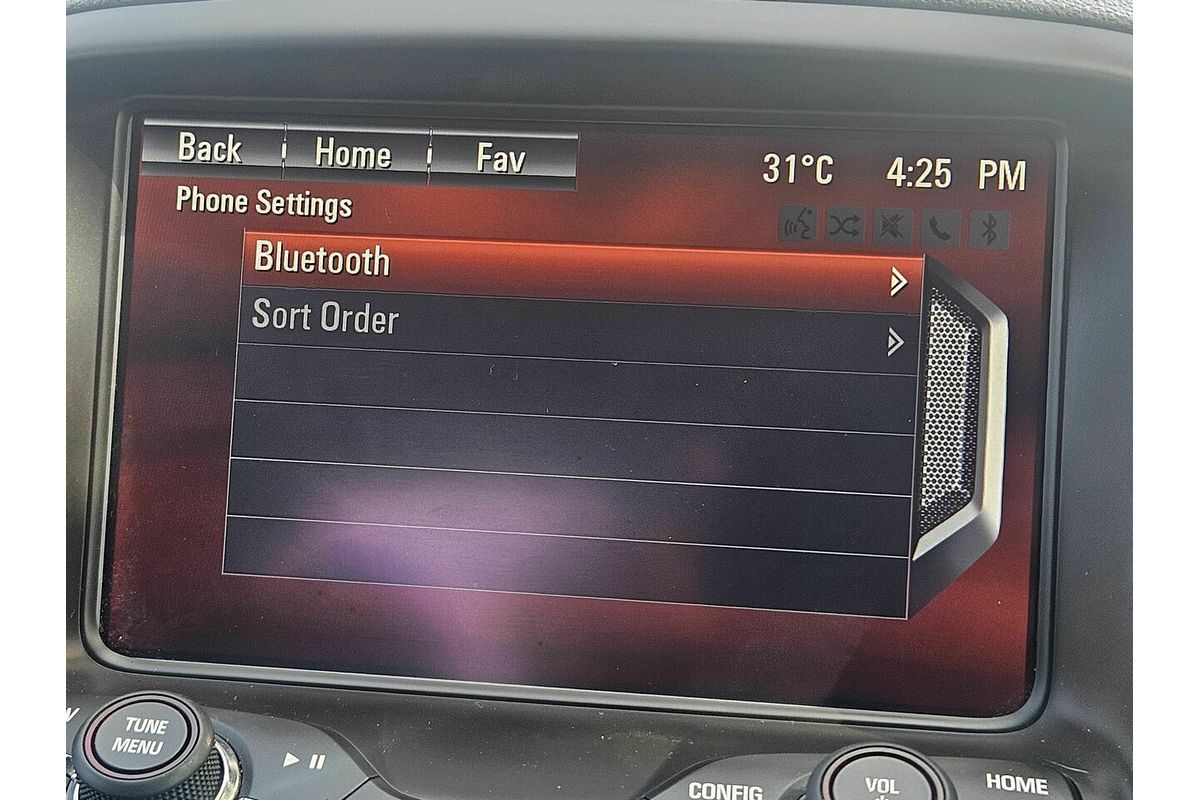 Back Home Fav
31°C 4:25 PM
Phone Settings
Bluetooth
Sort Order
TUNE
MENU
CONFIG
VOL
HOME